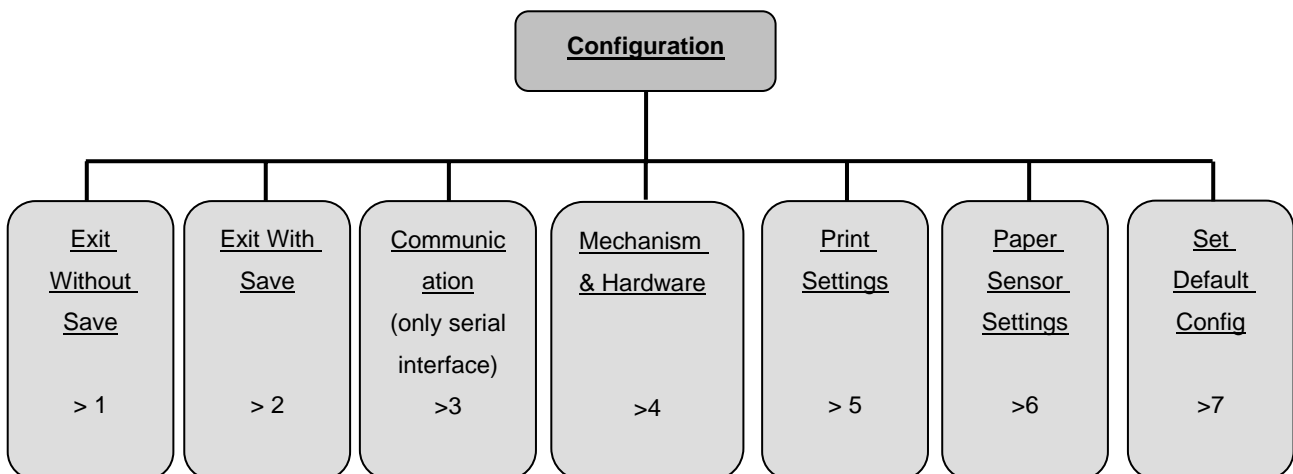 Configuration
Exit
Without
Save
> 1
Exit With
Save
> 2
Communic
ation
(only serial
interface)
>3
Mechanism
& Hardware
>4
Print
Settings
> 5
Paper
Sensor
Settings
>6
Set
Default
Config
>7